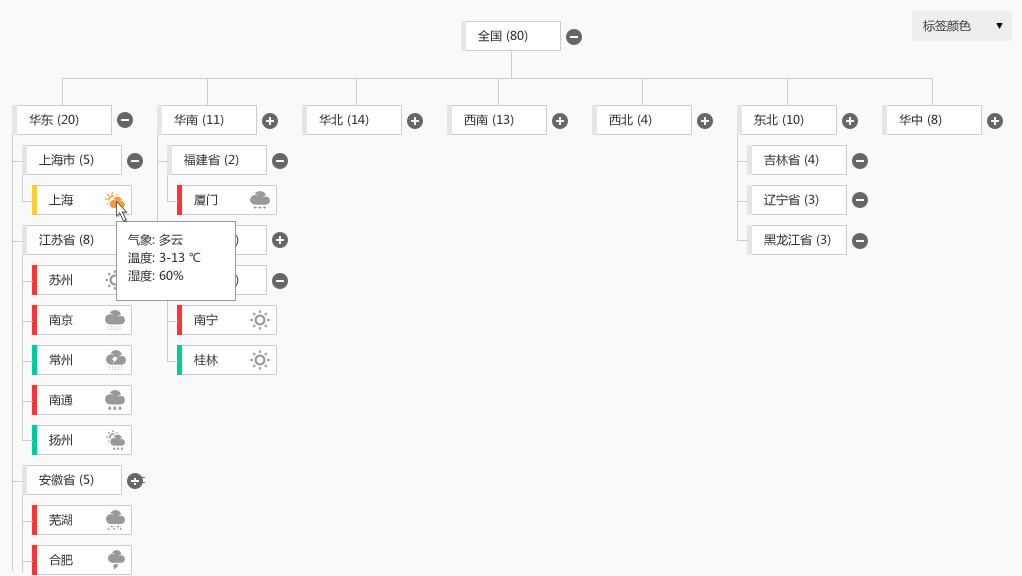 标签颜色
全国 (80)
华东 (20)
华南 (11)
华北 (14)
西南 (13)
西北 (4)
东北 (10)
华中 (8)
上海市 (5)
福建省 (2)
吉林省 (4)
上海
厦门
辽宁省 (3)
江苏省 (8)
黑龙江省 (3)
气象: 多云
温度: 3-13 ℃
湿度: 60%
苏州
南京
南宁
常州
桂林
南通
扬州
安徽省 (5)
芜湖
合肥